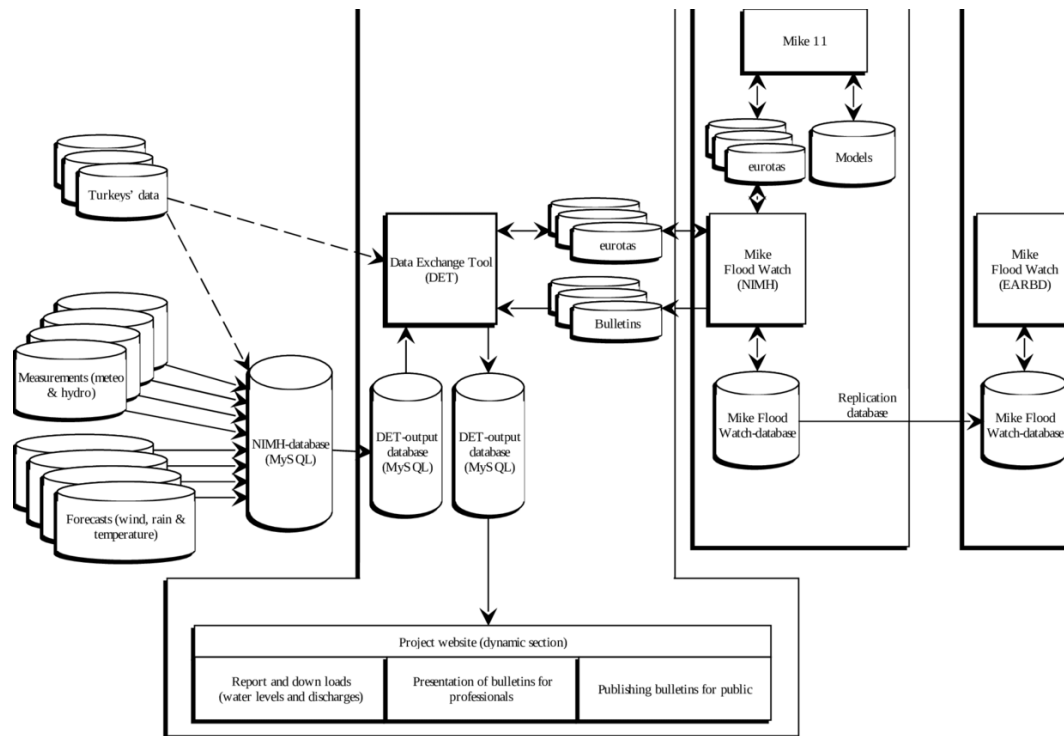 Mike 11
eurotas
Models
Turkeys' data
Data Exchange Tool
(DET)
eurotas
Bulletins
Mike
Flood Watch
(NIMH)
Mike
Flood Watch
(EARBD)
Measurements (meteo
& hydro)
Forecasts (wind, rain &
temperature)
NIMH-database
(MySQL)
DET-output
database
(MySQL)
DET-output
database
(MySQL)
Mike Flood
Watch-database
Replication
database
Mike Flood
Watch-database
Project website (dynamic section)
Report and down loads
(water levels and discharges)
Presentation of bulletins for
professionals
Publishing bulletins for public